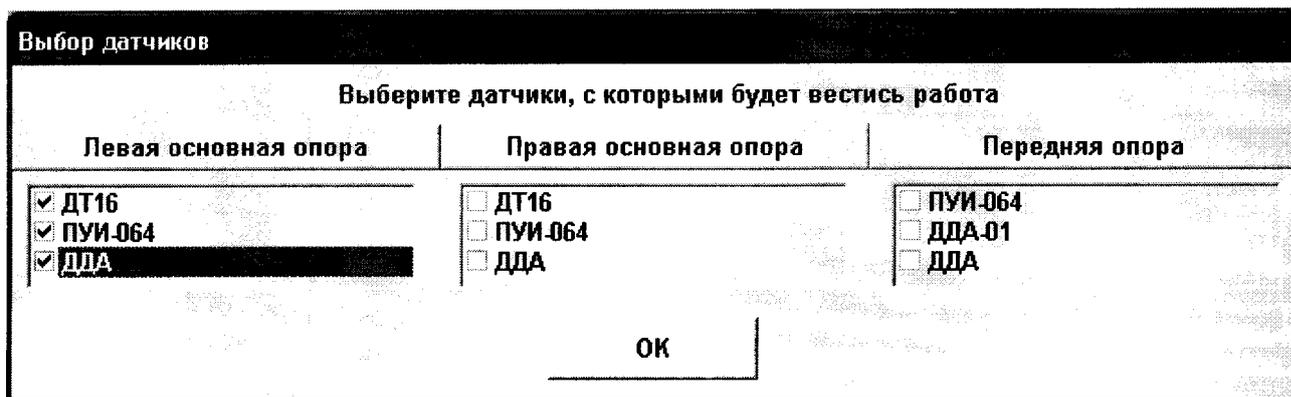 Выбор датчиков
Выберите датчики, с которыми будет вестись работа
Левая основная опора
Правая основная опора
Передняя опора
ДТ16
ПУИ-064
ДДА
ДТ16
ПУИ-064
ДДА
ПУИ-064
ДДА-01
ДДА
ОК